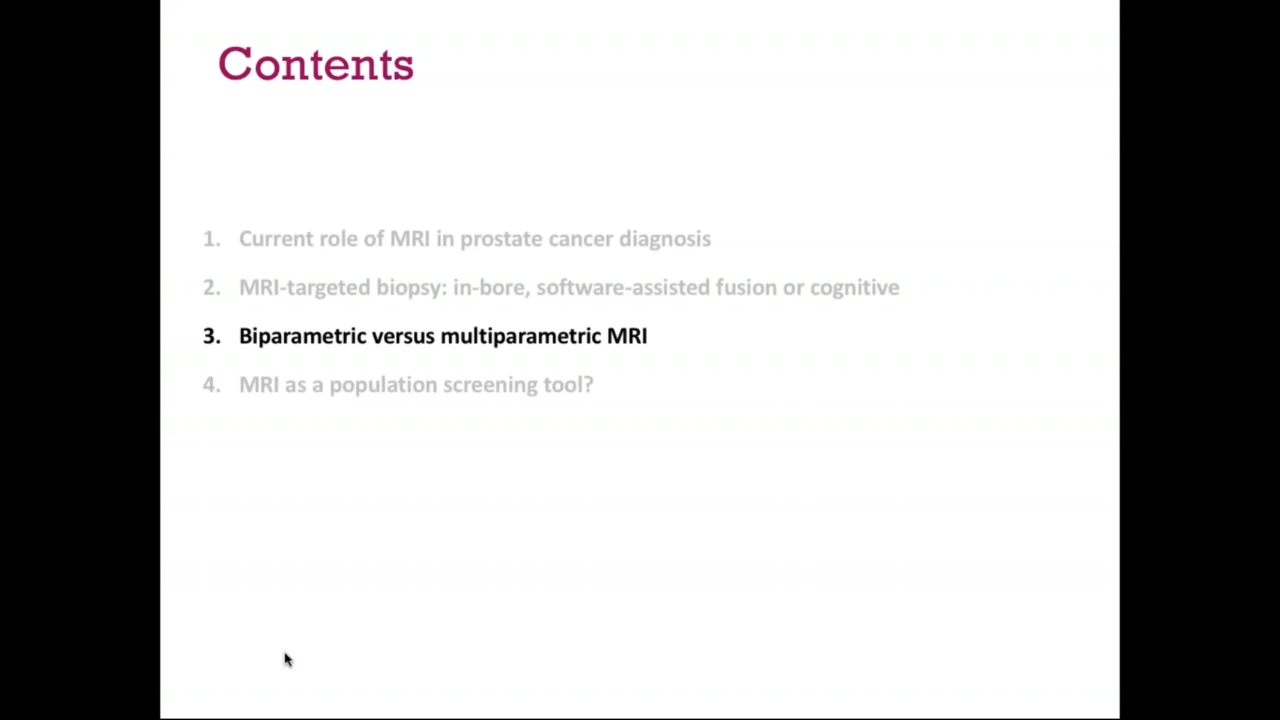 Contents
1. Current role of MRI in prostate cancer diagnosis
2. MRI-targeted biopsy: in-bore, software-assisted fusion or cognitive
3. Biparametric versus multiparametric MRI
4. MRI as a population screening tool?